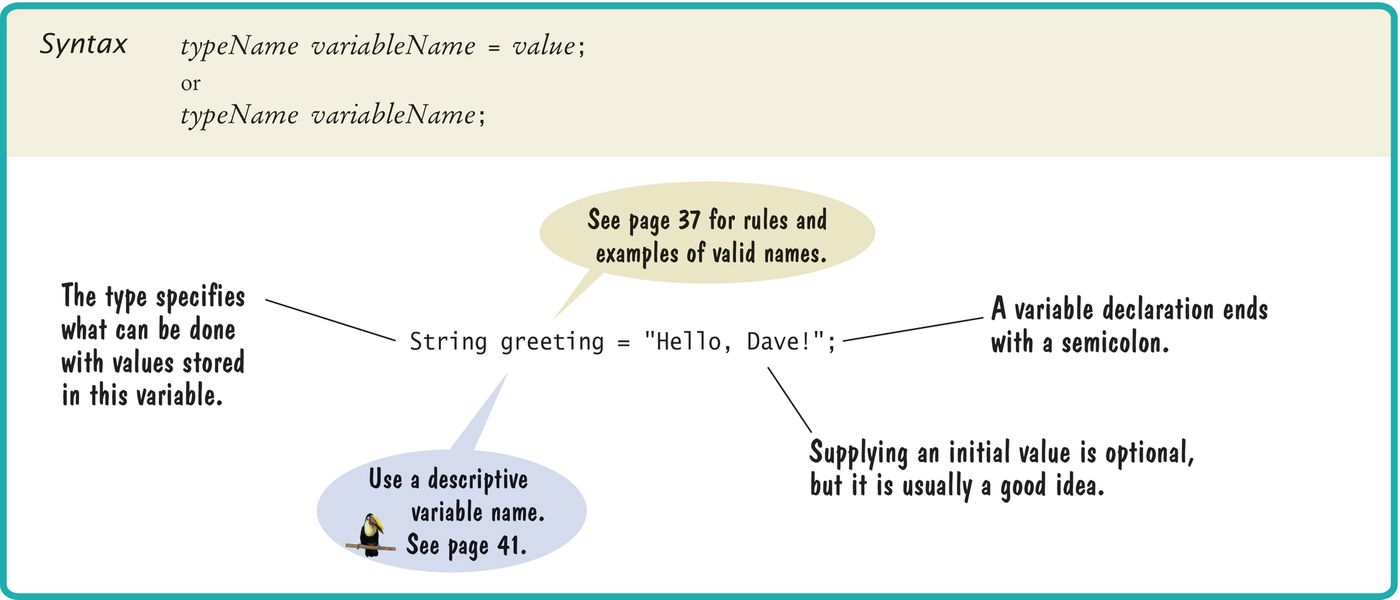 Syntax typeName variableName = value;
or
typeName variableName;
See page 37 for rules and
examples of valid names.
The type specifies
what can be done
with values stored
in this variable.
String greeting = "Hello, Dave!";
A variable declaration ends
with a semicolon.
Supplying an initial value is optional,
but it is usually a good idea.
Use a descriptive
variable name.
See page 41.